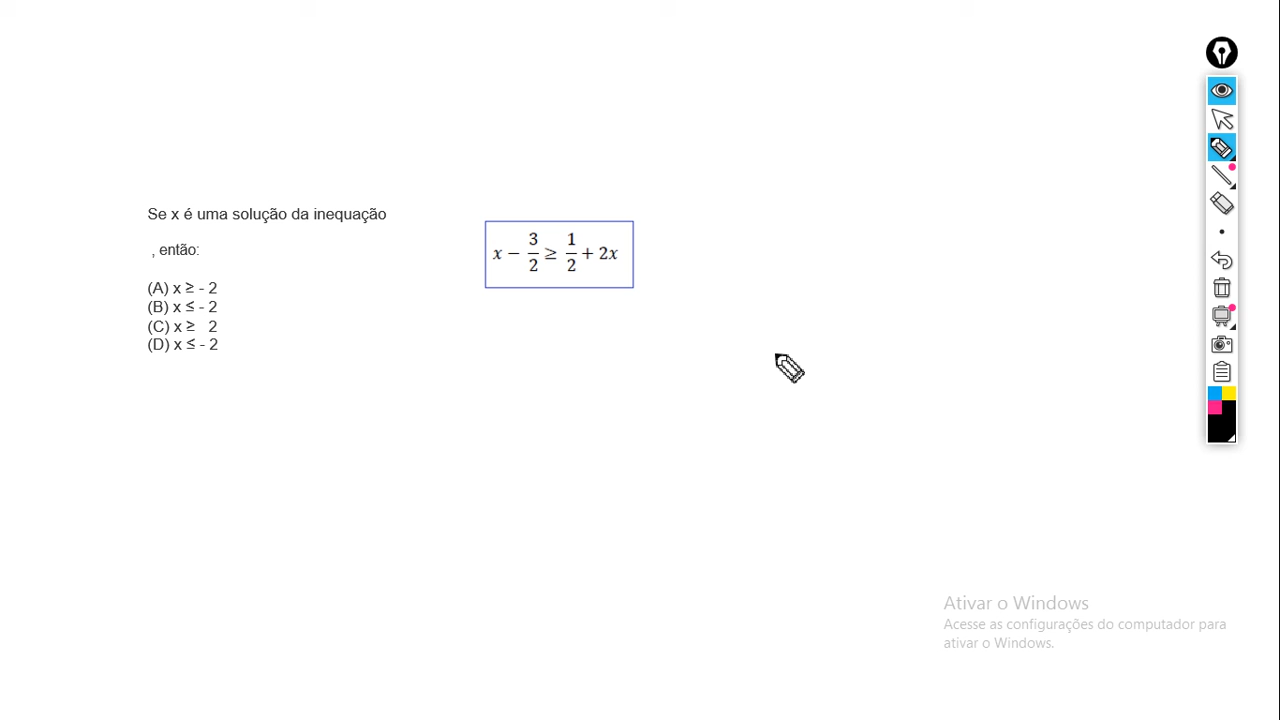 Se x é uma solução da inequação
x − 3/2 ≥ 1/2 + 2x
, então:
(A) x ≥ - 2
(B) x ≤ - 2
(C) x ≥ 2
(D) x ≤ - 2
Ativar o Windows
Acesse as configurações do computador para
ativar o Windows.